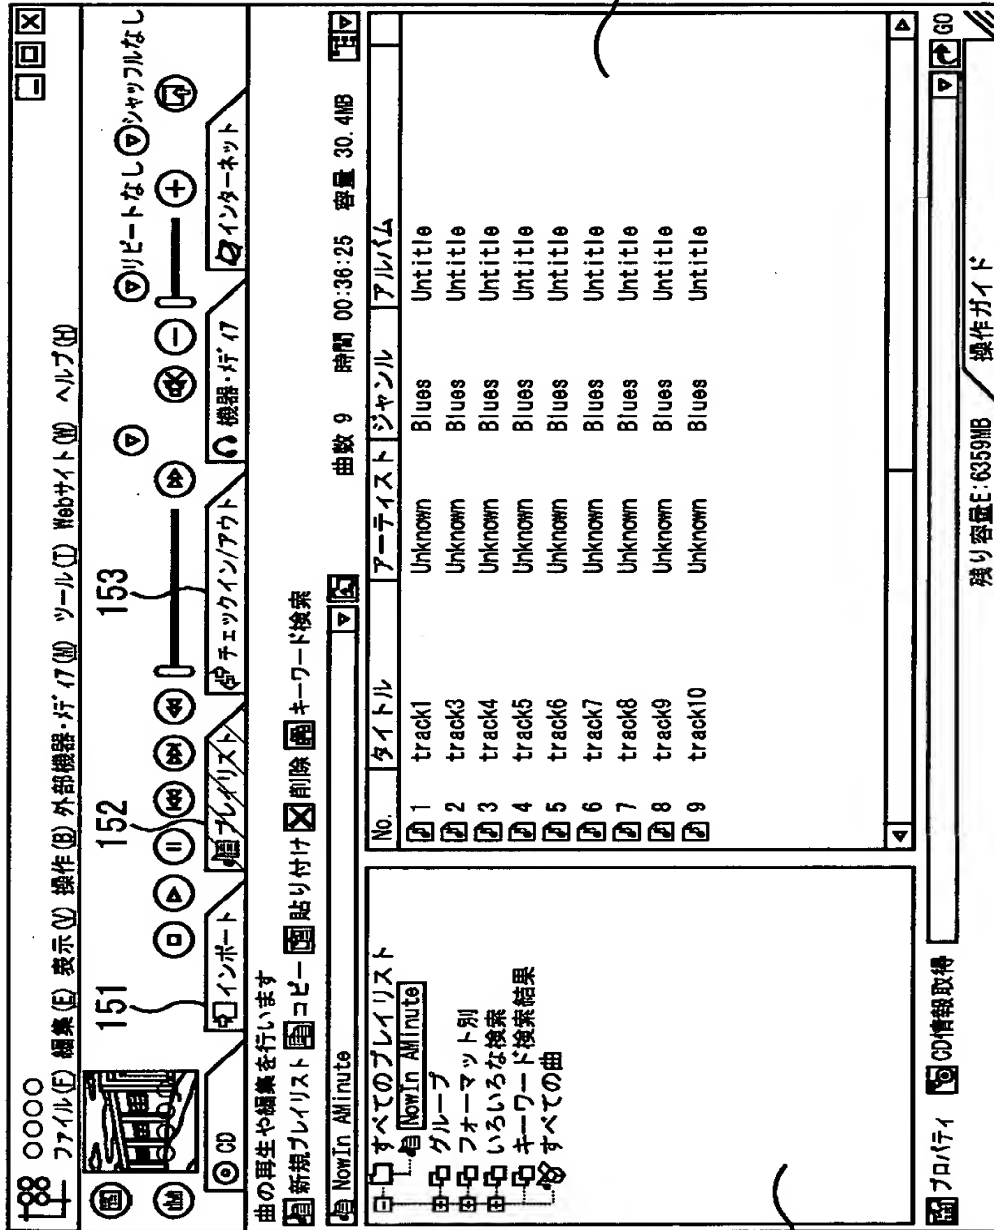 ○○○○
ファイル(F) 編集(E) 表示(V) 操作(B) 外部機器・ﾒﾃﾞｨｱ(M) ツール(T) Webサイト(W) ヘルプ(H)
リピートなし シャッフルなし
151 152 153
CD インポート プレイリスト チェックイン/アウト 機器・ﾒﾃﾞｨｱ インターネット
曲の再生や編集を行います
新規プレイリスト コピー 貼り付け 削除 キーワード検索
NowIn AMinute 曲数 9 時間 00:36:25 容量 30.4MB
すべてのプレイリスト
NowIn AMinute
グループ
フォーマット別
いろいろな検索
キーワード検索結果
すべての曲
No. タイトル アーティスト ジャンル アルバム
1 track1 Unknown Blues Untitle
2 track3 Unknown Blues Untitle
3 track4 Unknown Blues Untitle
4 track5 Unknown Blues Untitle
5 track6 Unknown Blues Untitle
6 track7 Unknown Blues Untitle
7 track8 Unknown Blues Untitle
8 track9 Unknown Blues Untitle
9 track10 Unknown Blues Untitle
プロパティ CD情報取得 GO
残り容量E:6359MB 操作ガイド